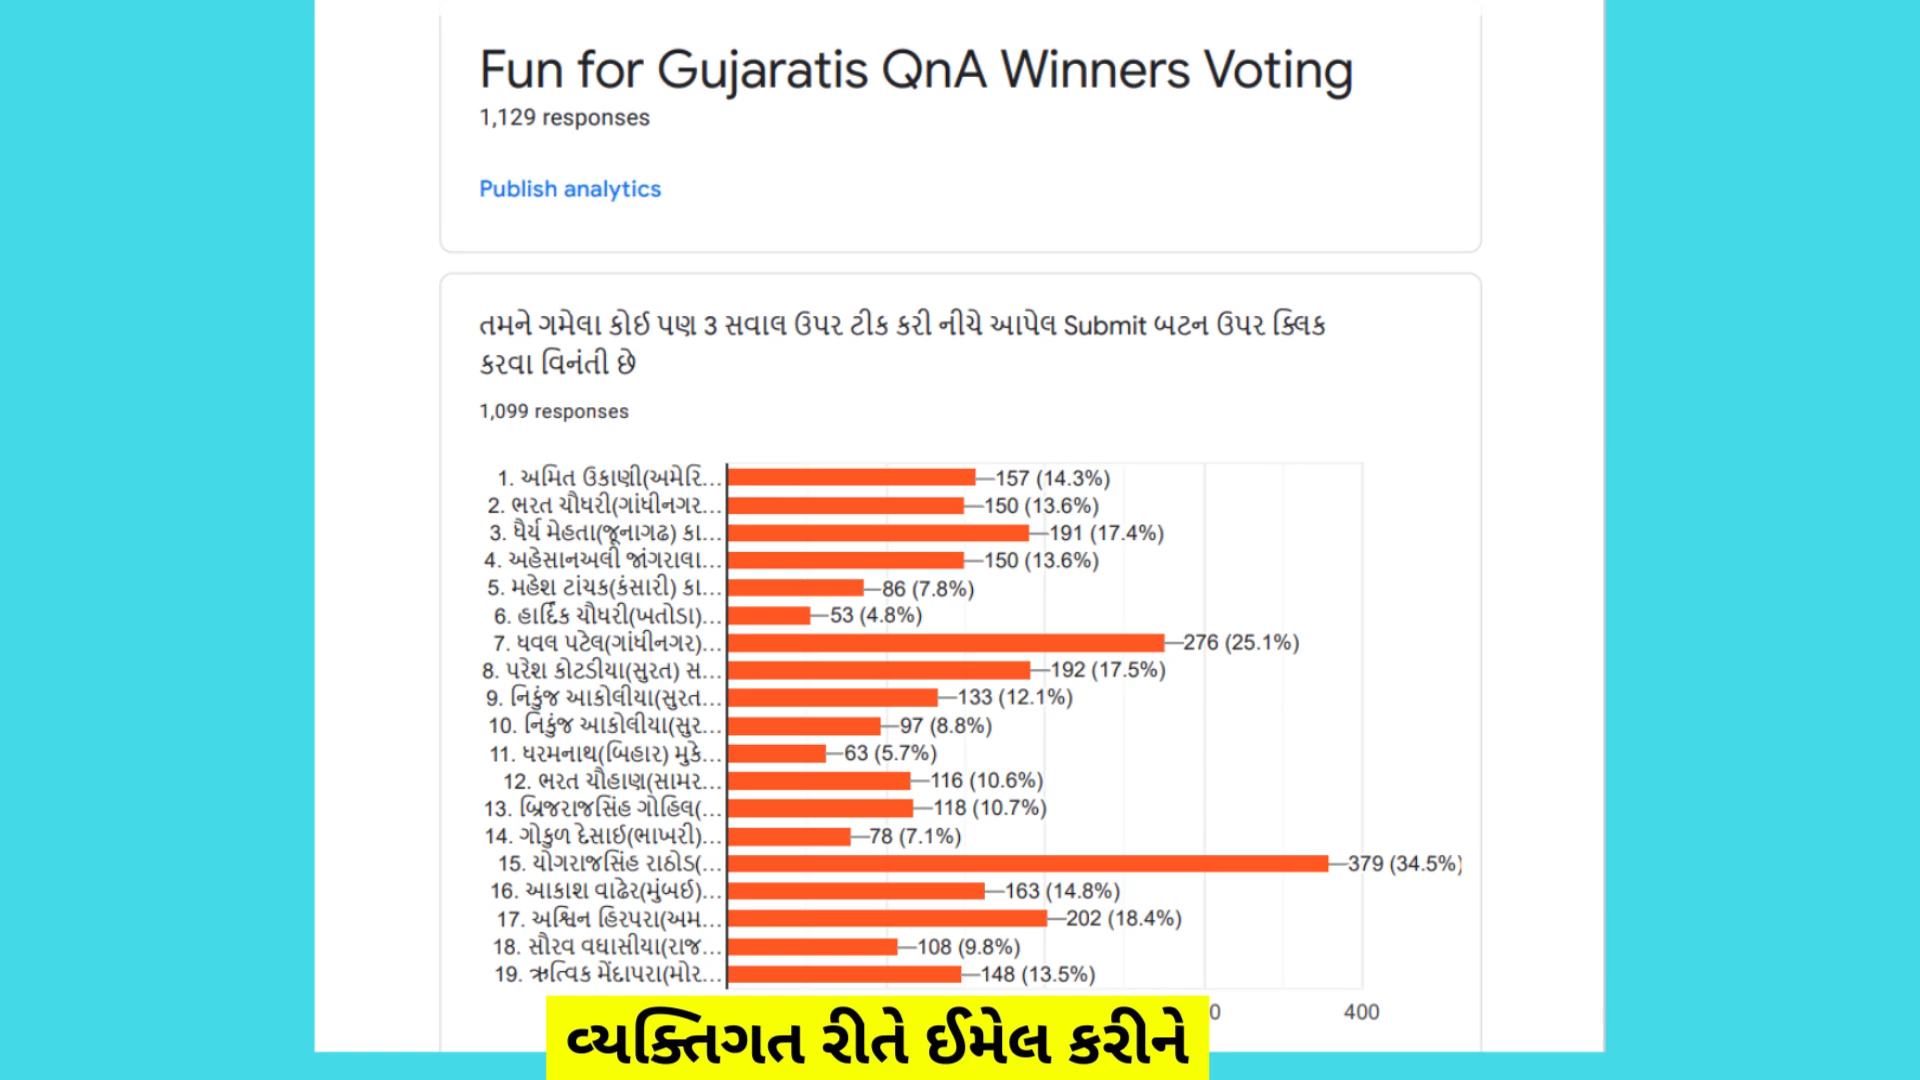 Fun for Gujaratis QnA Winners Voting
1,129 responses
Publish analytics
તમને ગમેલા કોઈ પણ 3 સવાલ ઉપર ટીક કરી નીચે આપેલ Submit બટન ઉપર ક્લિક
કરવા વિનંતી છે
1,099 responses
1. અમિત ઉકાણી(અમેરિ... 157 (14.3%)
2. ભરત ચૌધરી(ગાંધીનગર... 150 (13.6%)
3. ધૈર્ય મેહતા(જૂનાગઢ) કા... 191 (17.4%)
4. અહેસાનઅલી જાંગરાલા... 150 (13.6%)
5. મહેશ ટાંચક(કંસારી) કા... 86 (7.8%)
6. હાર્દિક ચૌધરી(ખતોડા)... 53 (4.8%)
7. ધવલ પટેલ(ગાંધીનગર)... 276 (25.1%)
8. પરેશ કોટડીયા(સુરત) સ... 192 (17.5%)
9. નિકુંજ આકોલીયા(સુરત... 133 (12.1%)
10. નિકુંજ આકોલીયા(સુર... 97 (8.8%)
11. ધરમનાથ(બિહાર) મુકે... 63 (5.7%)
12. ભરત ચૌહાણ(સામર... 116 (10.6%)
13. બ્રિજરાજસિંહ ગોહિલ(... 118 (10.7%)
14. ગોકુળ દેસાઈ(ભાખરી)... 78 (7.1%)
15. યોગરાજસિંહ રાઠોડ(... 379 (34.5%)
16. આકાશ વાઢેર(મુંબઈ)... 163 (14.8%)
17. અશ્વિન હિરપરા(અમ... 202 (18.4%)
18. સૌરવ વઘાસીયા(રાજ... 108 (9.8%)
19. ઋત્વિક મેંદાપરા(મોર... 148 (13.5%)
0 400
વ્યક્તિગત રીતે ઈમેલ કરીને